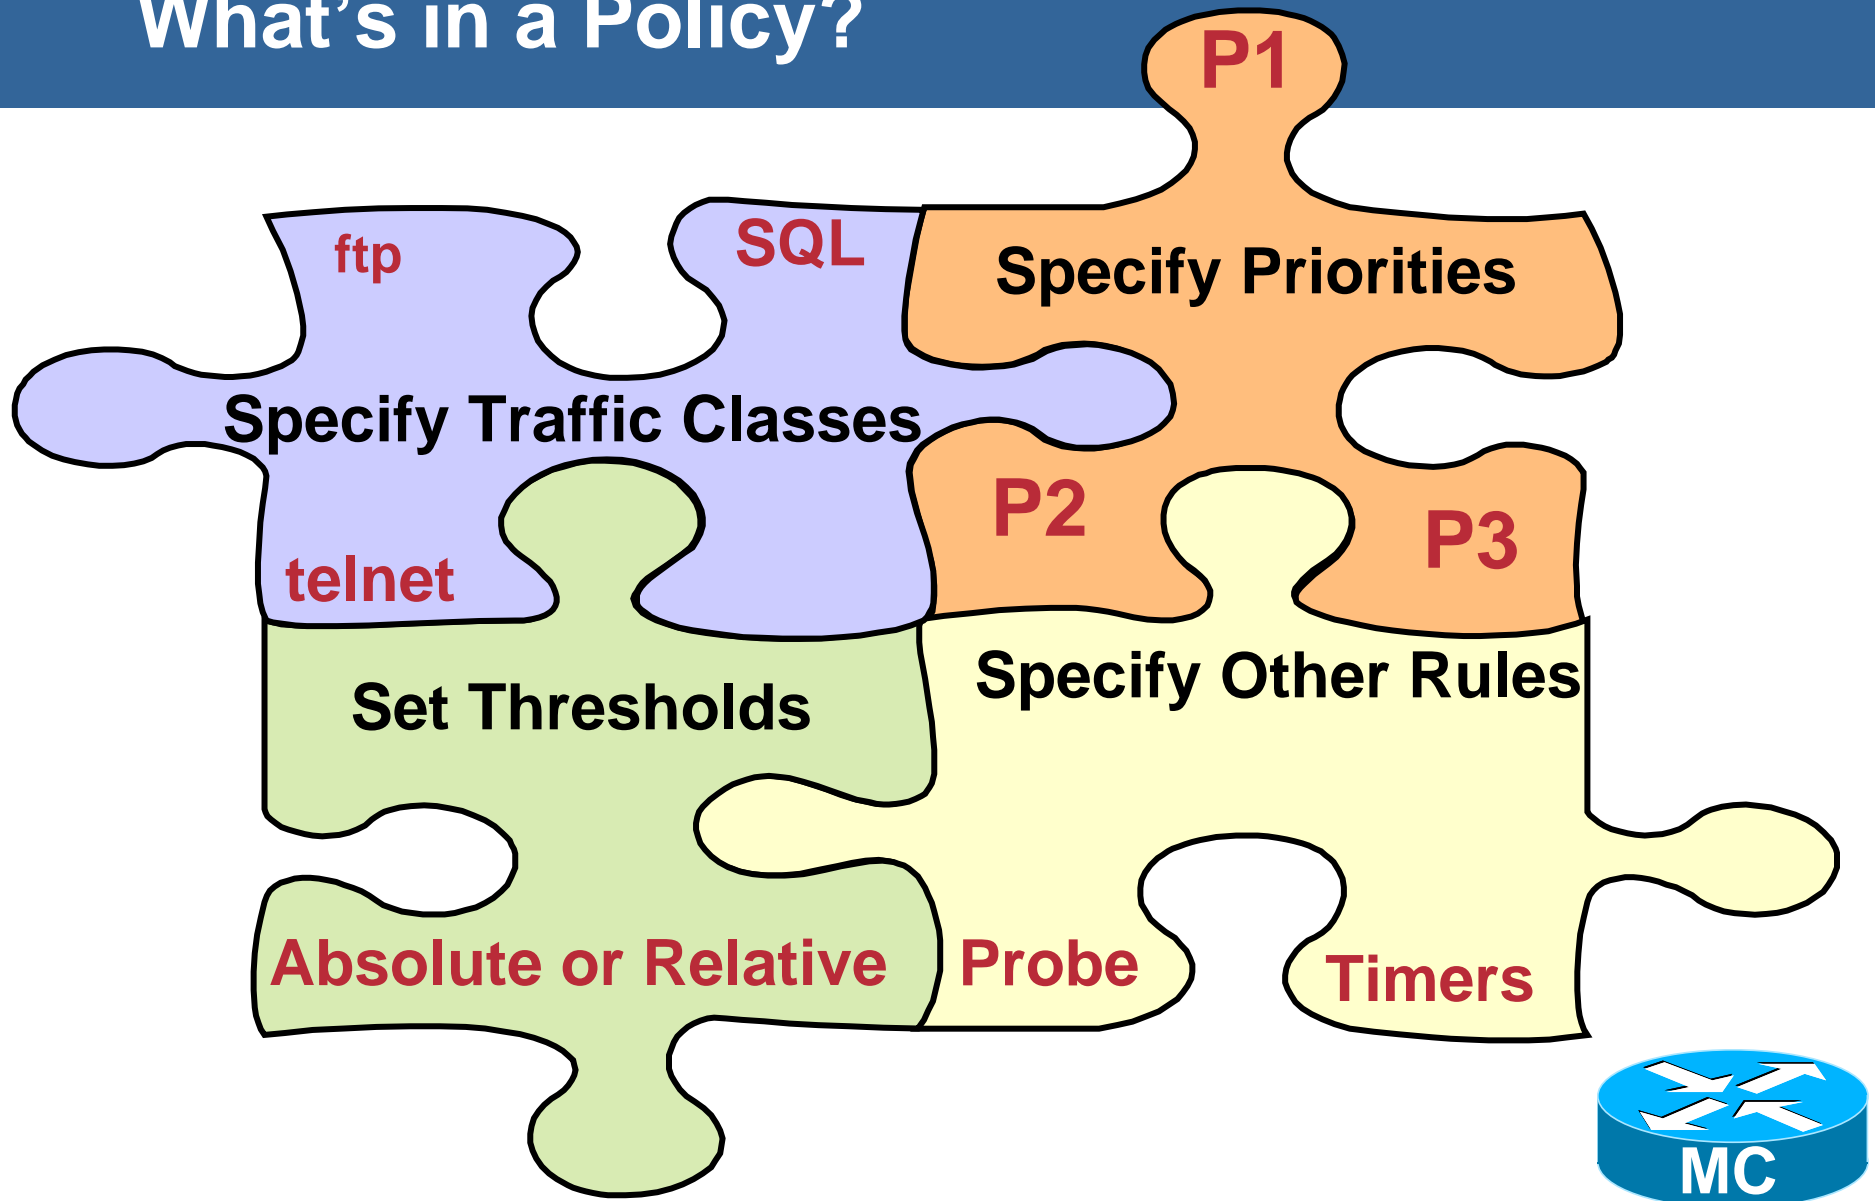 What's in a Policy?
P1
ftp
SQL
Specify Priorities
Specify Traffic Classes
P2
P3
telnet
Set Thresholds
Specify Other Rules
Absolute or Relative
Probe
Timers
MC